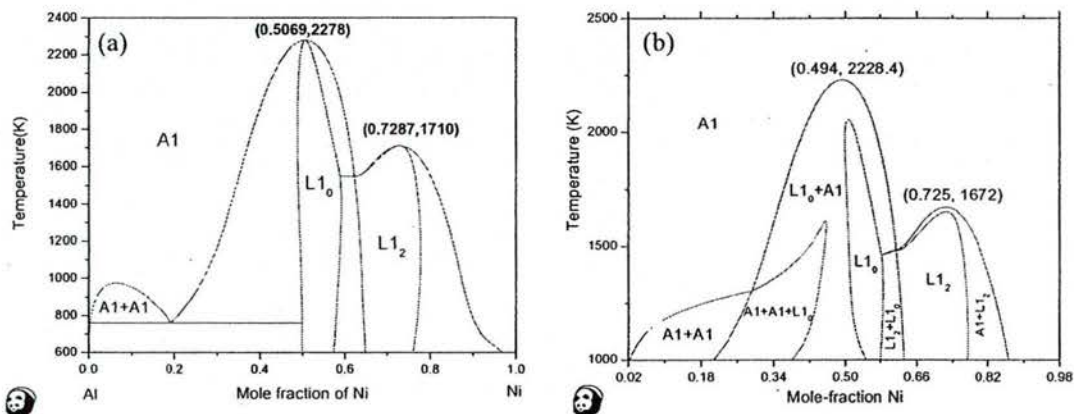 (a)
(0.5069,2278)
(0.7287,1710)
A1
L1₀
L1₂
A1+A1
2400
2200
2000
1800
1600
1400
1200
1000
800
600
Temperature(K)
0.0 0.2 0.4 0.6 0.8 1.0
Al Mole fraction of Ni Ni
(b)
(0.494, 2228.4)
(0.725, 1672)
A1
L1₀+A1
L1₀
L1₂
A1+A1
A1+A1+L1₀
L1₂+L1₀
A1+L1₂
2500
2000
1500
1000
Temperature (K)
0.02 0.18 0.34 0.50 0.66 0.82 0.98
Mole-fraction Ni